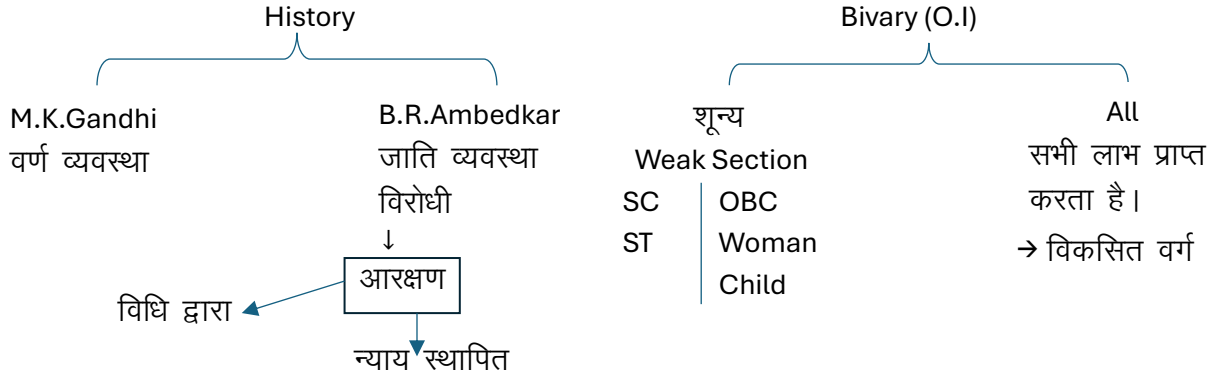 History
M.K.Gandhi
वर्ण व्यवस्था
B.R.Ambedkar
जाति व्यवस्था
विरोधी
↓
आरक्षण
विधि द्वारा
न्याय स्थापित
Bivary (O.I)
शून्य
Weak Section
SC OBC
ST Woman
Child
All
सभी लाभ प्राप्त
करता है।
→ विकसित वर्ग